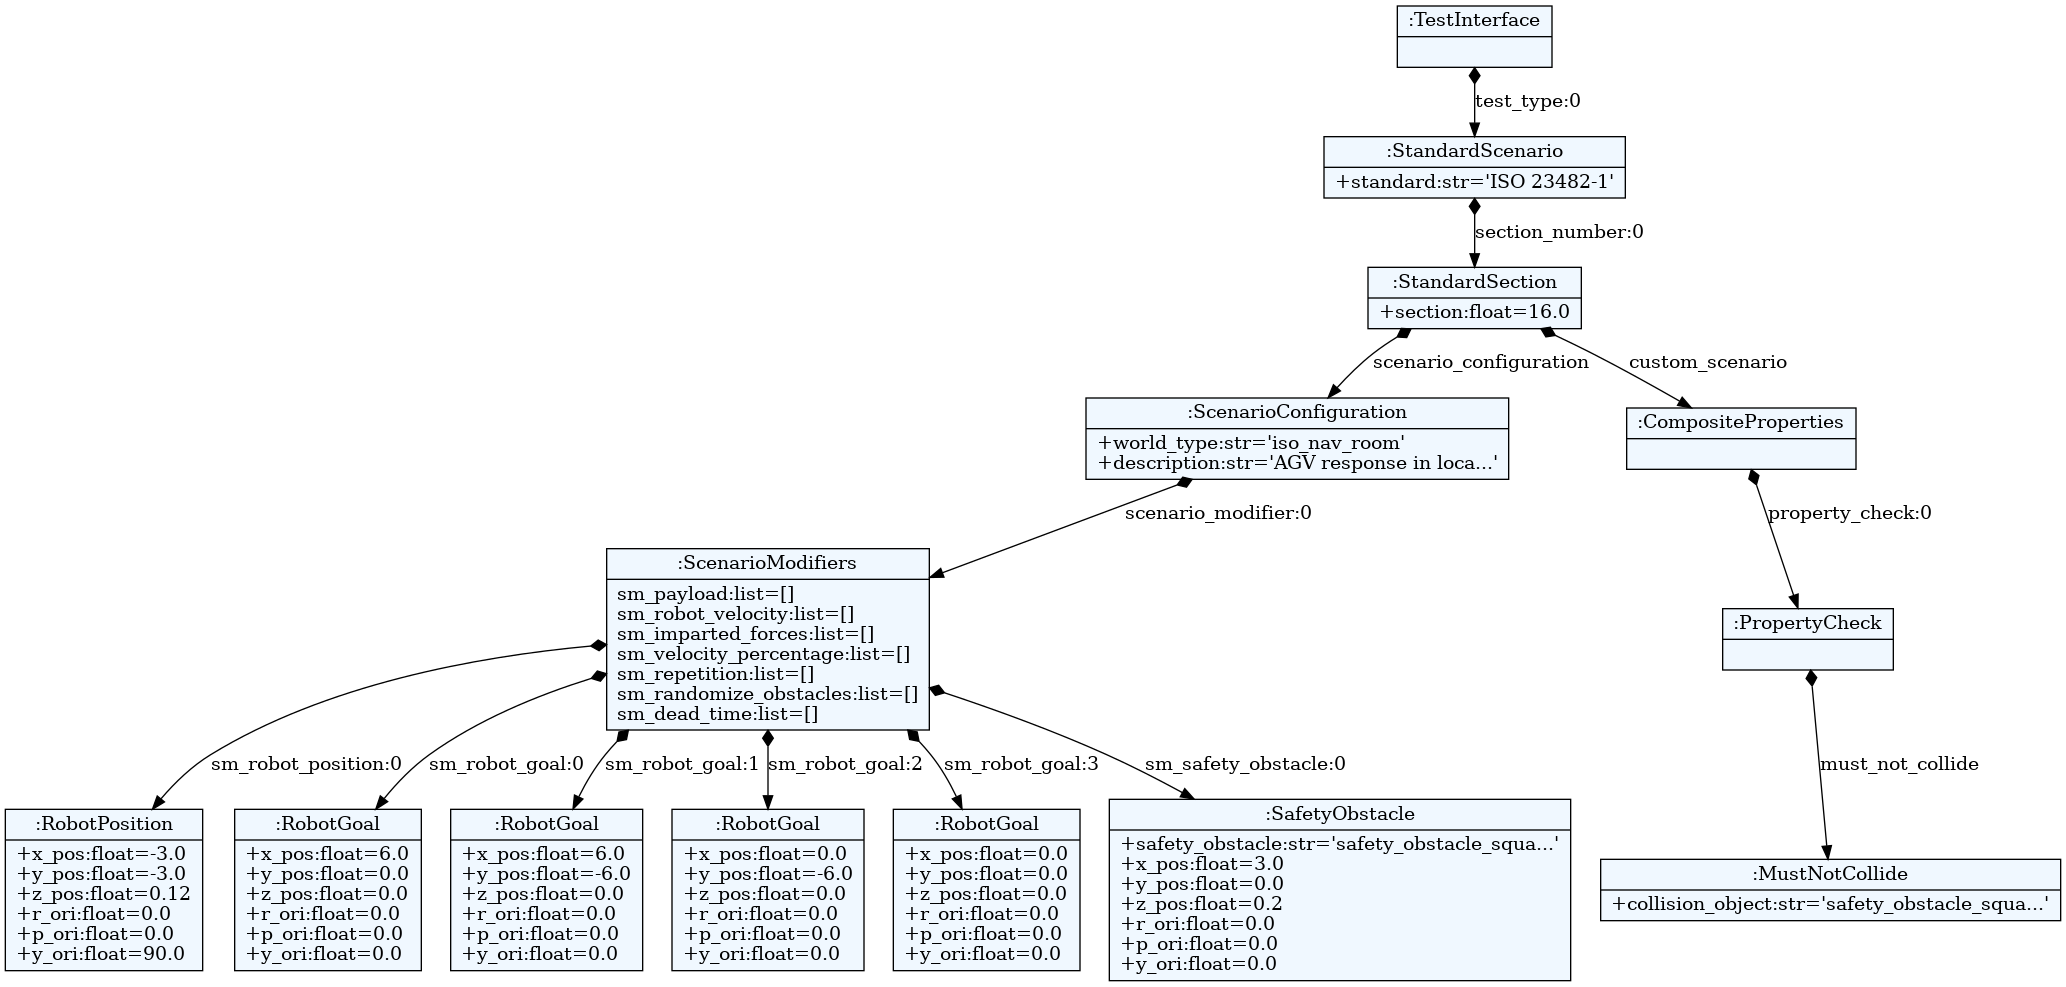 :TestInterface
test_type:0
:StandardScenario
+standard:str='ISO 23482-1'
section_number:0
:StandardSection
+section:float=16.0
scenario_configuration
custom_scenario
:ScenarioConfiguration
+world_type:str='iso_nav_room'
+description:str='AGV response in loca...'
:CompositeProperties
scenario_modifier:0
property_check:0
:ScenarioModifiers
sm_payload:list=[]
sm_robot_velocity:list=[]
sm_imparted_forces:list=[]
sm_velocity_percentage:list=[]
sm_repetition:list=[]
sm_randomize_obstacles:list=[]
sm_dead_time:list=[]
:PropertyCheck
sm_robot_position:0
sm_robot_goal:0
sm_robot_goal:1
sm_robot_goal:2
sm_robot_goal:3
sm_safety_obstacle:0
must_not_collide
:RobotPosition
+x_pos:float=-3.0
+y_pos:float=-3.0
+z_pos:float=0.12
+r_ori:float=0.0
+p_ori:float=0.0
+y_ori:float=90.0
:RobotGoal
+x_pos:float=6.0
+y_pos:float=0.0
+z_pos:float=0.0
+r_ori:float=0.0
+p_ori:float=0.0
+y_ori:float=0.0
:RobotGoal
+x_pos:float=6.0
+y_pos:float=-6.0
+z_pos:float=0.0
+r_ori:float=0.0
+p_ori:float=0.0
+y_ori:float=0.0
:RobotGoal
+x_pos:float=0.0
+y_pos:float=-6.0
+z_pos:float=0.0
+r_ori:float=0.0
+p_ori:float=0.0
+y_ori:float=0.0
:RobotGoal
+x_pos:float=0.0
+y_pos:float=0.0
+z_pos:float=0.0
+r_ori:float=0.0
+p_ori:float=0.0
+y_ori:float=0.0
:SafetyObstacle
+safety_obstacle:str='safety_obstacle_squa...'
+x_pos:float=3.0
+y_pos:float=0.0
+z_pos:float=0.2
+r_ori:float=0.0
+p_ori:float=0.0
+y_ori:float=0.0
:MustNotCollide
+collision_object:str='safety_obstacle_squa...'